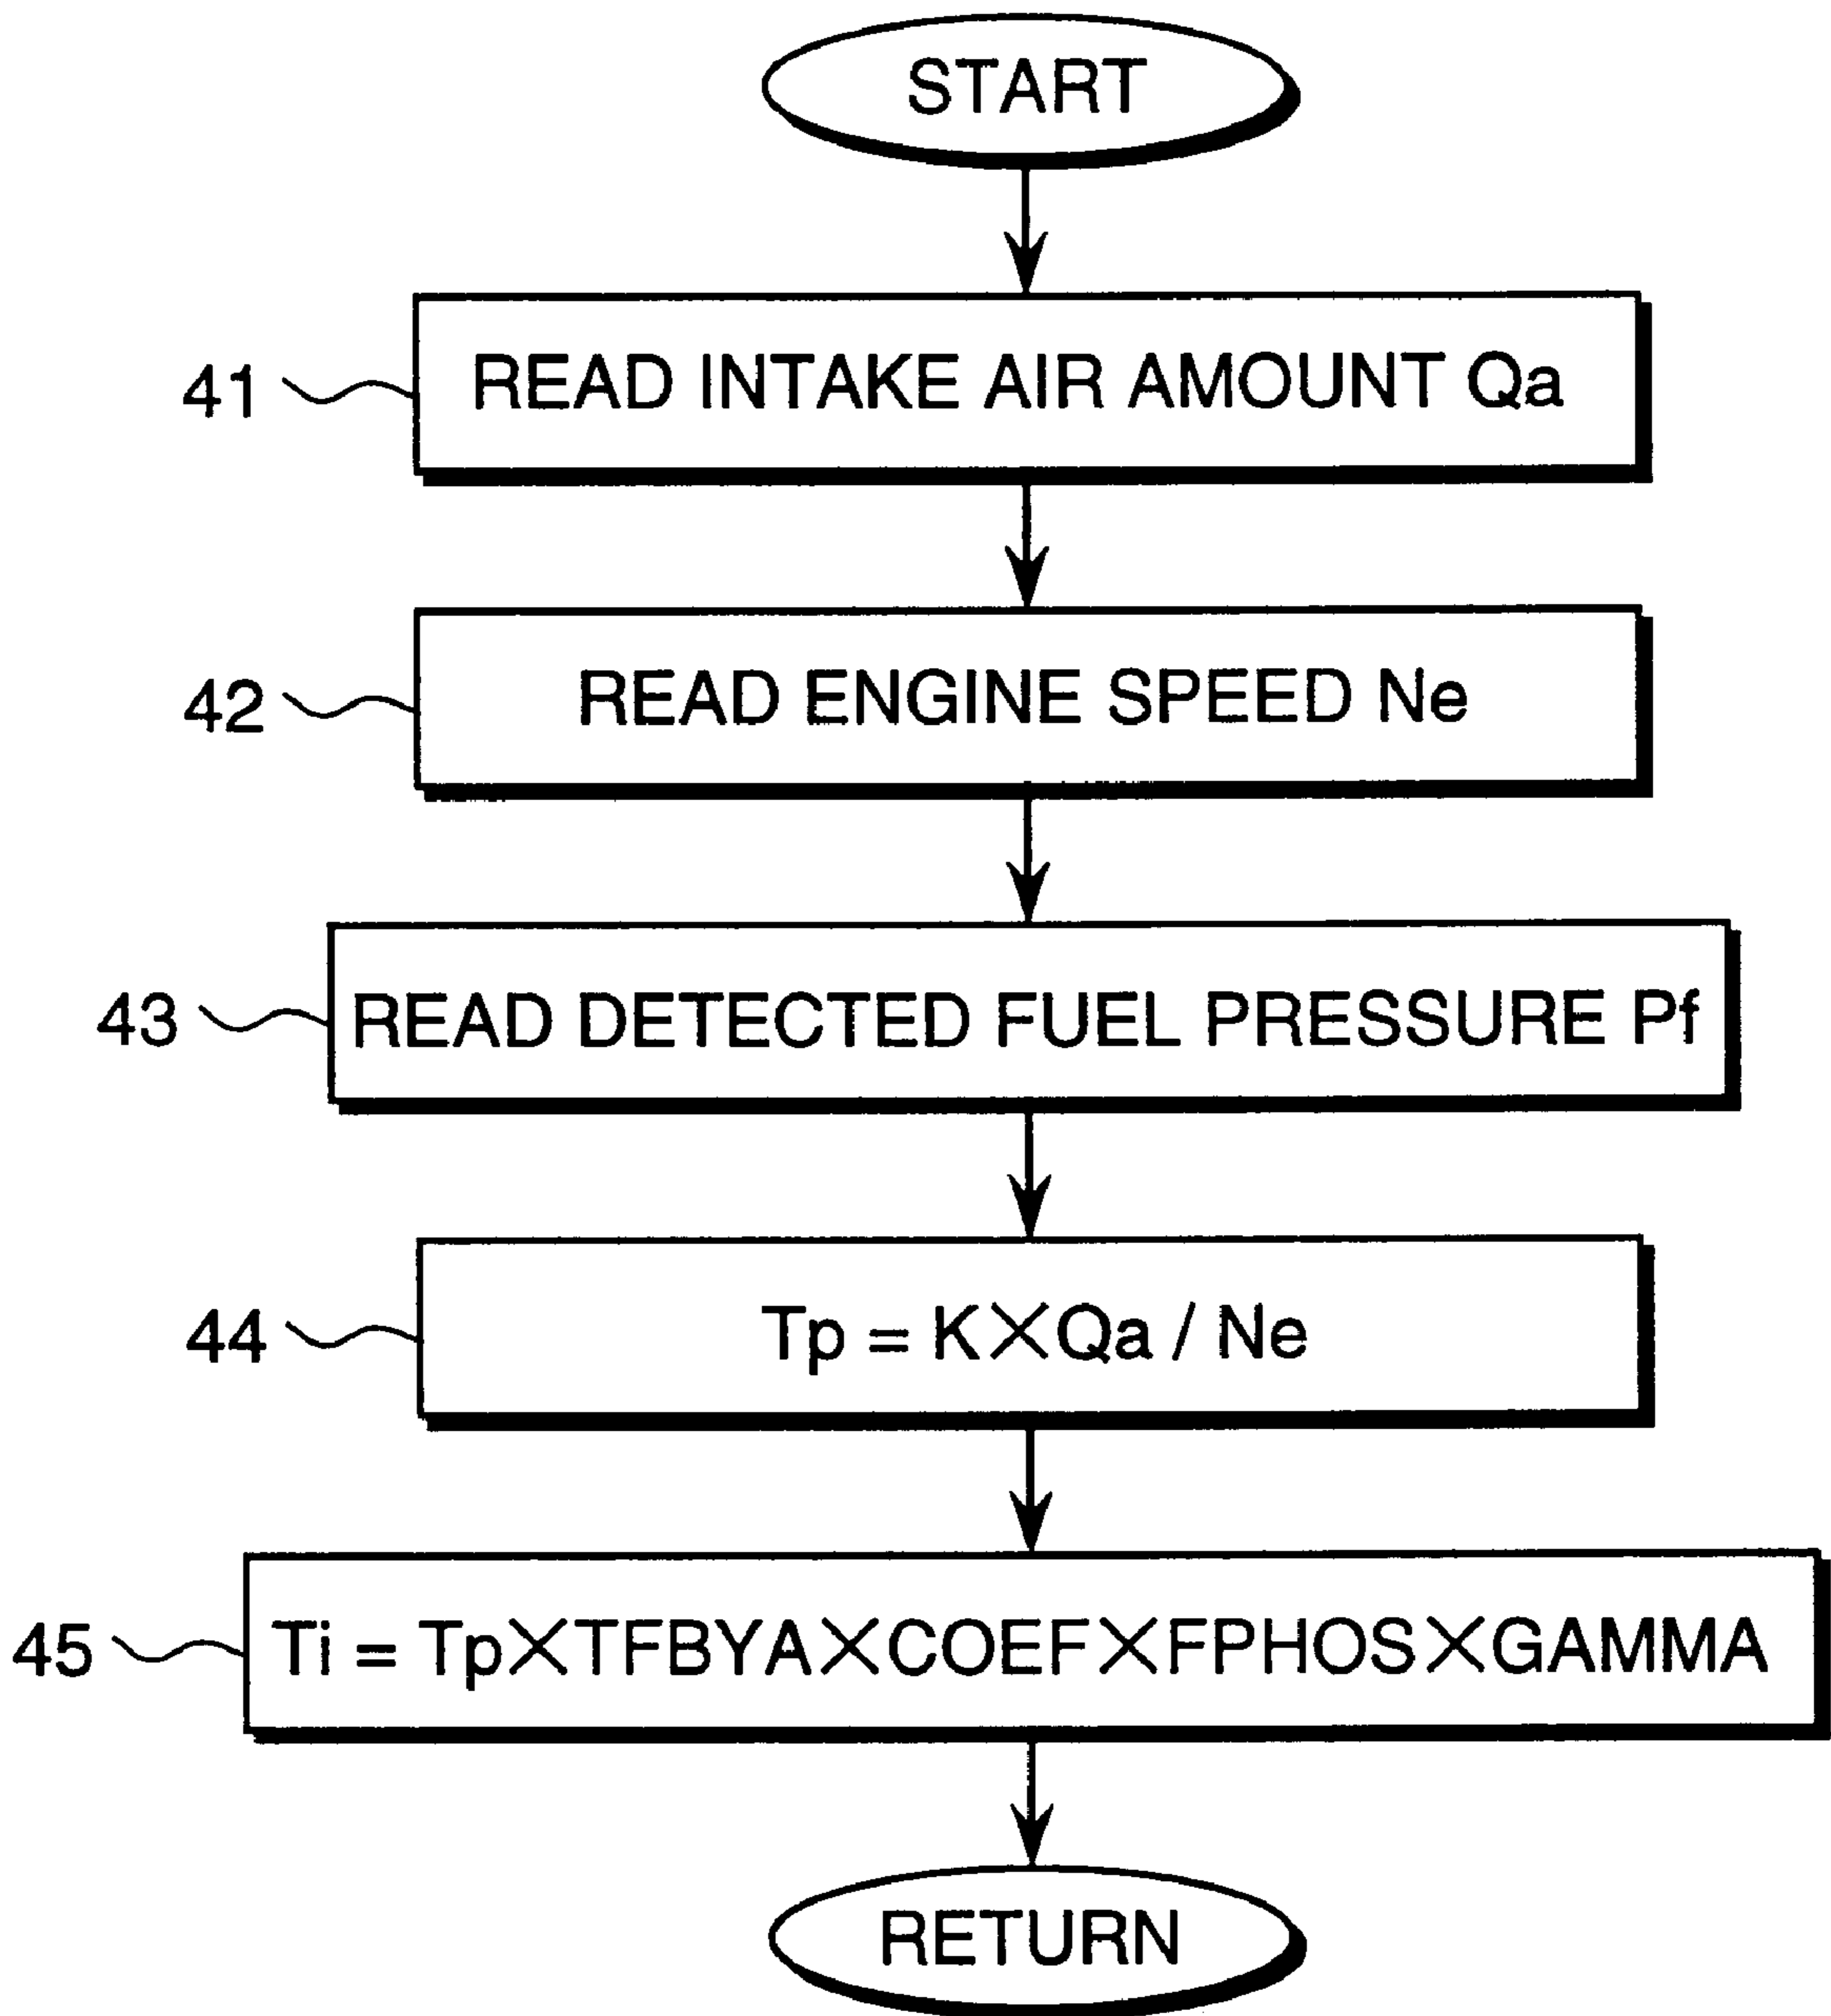 START
41 READ INTAKE AIR AMOUNT Qa
42 READ ENGINE SPEED Ne
43 READ DETECTED FUEL PRESSURE Pf
44 Tp = K×Qa / Ne
45 Ti = Tp×TFBYA×COEF×FPHOS×GAMMA
RETURN